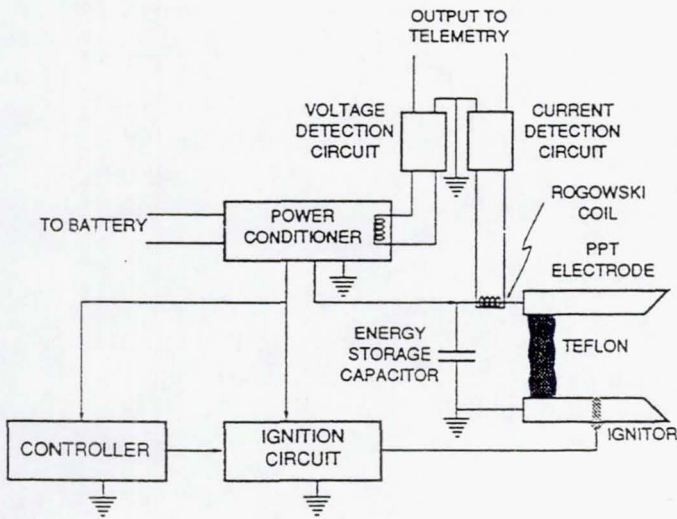 OUTPUT TO
TELEMETRY
VOLTAGE
DETECTION
CIRCUIT
CURRENT
DETECTION
CIRCUIT
ROGOWSKI
COIL
TO BATTERY
POWER
CONDITIONER
PPT
ELECTRODE
ENERGY
STORAGE
CAPACITOR
TEFLON
CONTROLLER
IGNITION
CIRCUIT
IGNITOR